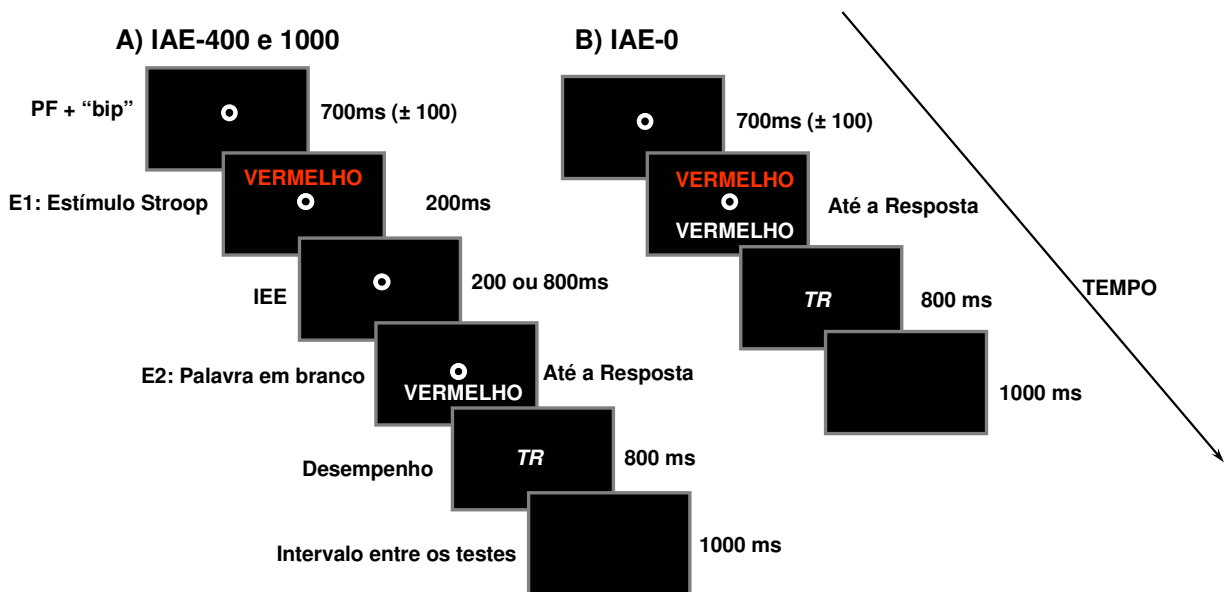 A) IAE-400 e 1000
PF + “bip”
700ms (± 100)
VERMELHO
E1: Estímulo Stroop
200ms
IEE
200 ou 800ms
E2: Palavra em branco
VERMELHO
Até a Resposta
Desempenho
TR
800 ms
Intervalo entre os testes
1000 ms
B) IAE-0
700ms (± 100)
VERMELHO
VERMELHO
Até a Resposta
TR
800 ms
1000 ms
TEMPO